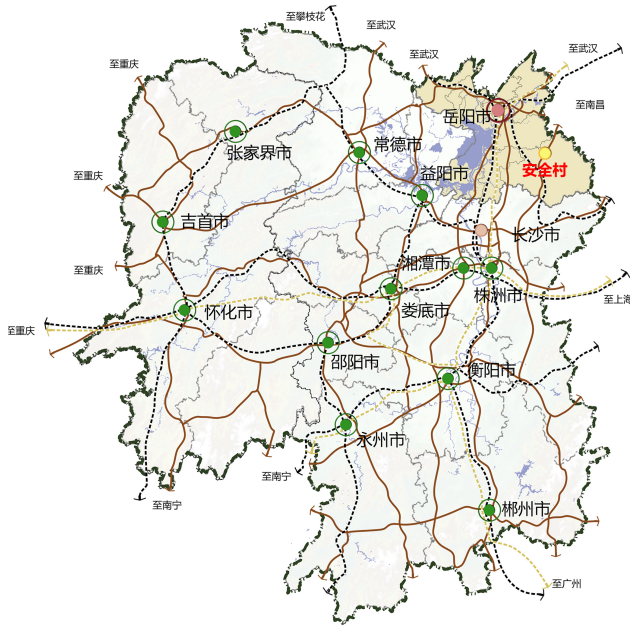 至攀枝花
至武汉
至武汉
至武汉
至重庆
至南昌
岳阳市
常德市
张家界市
安全村
益阳市
至重庆
吉首市
长沙市
湘潭市
至重庆
株洲市
至上海
娄底市
怀化市
至重庆
邵阳市
衡阳市
永州市
至南宁
至南宁
郴州市
至广州